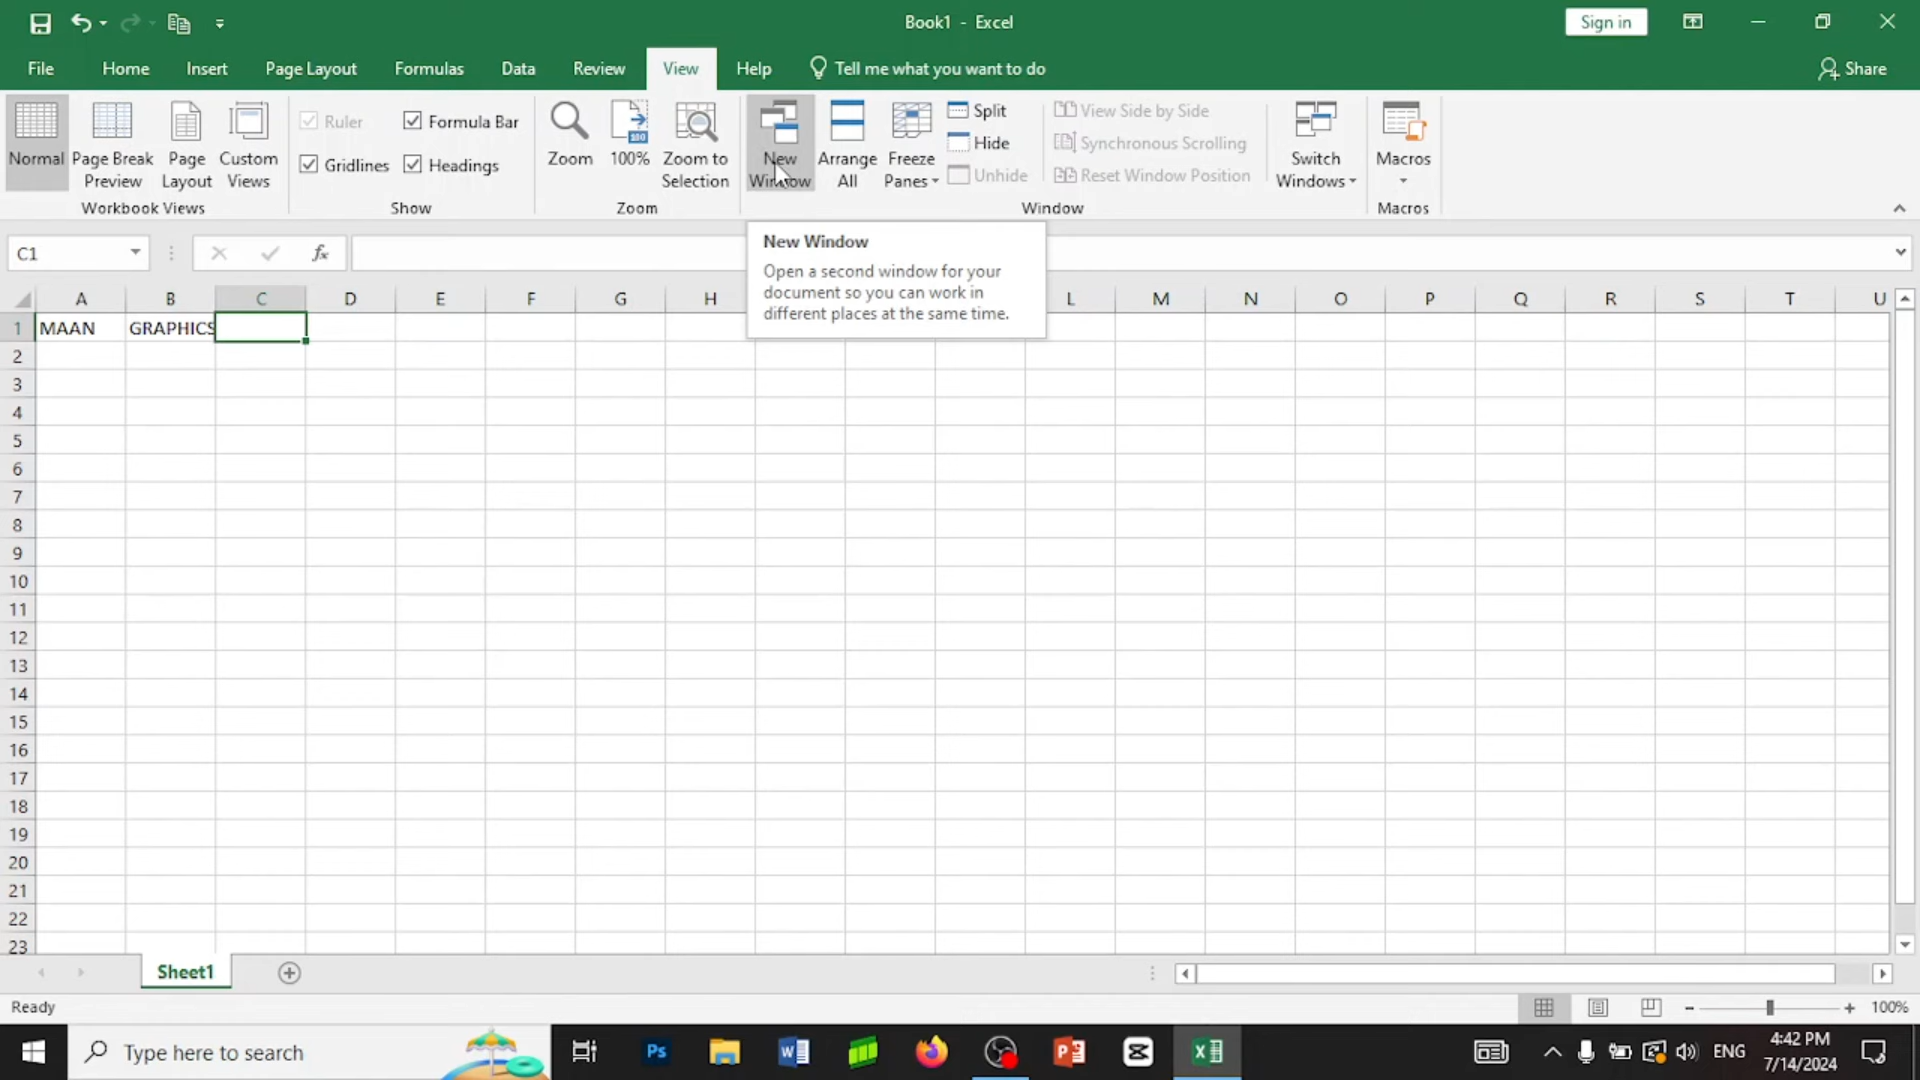 Book1 - Excel
Sign in
File Home Insert Page Layout Formulas Data Review View Help Tell me what you want to do Share
Normal Page Break Preview Page Layout Custom Views
Ruler Formula Bar
Gridlines Headings
Zoom 100% Zoom to Selection
New Window Arrange All Freeze Panes
Split
Hide
Unhide
View Side by Side
Synchronous Scrolling
Reset Window Position
Switch Windows
Macros
Workbook Views Show Zoom Window Macros
C1 fx
New Window
Open a second window for your
document so you can work in
different places at the same time.
A B C D E F G H L M N O P Q R S T U
1 MAAN GRAPHICS
2
3
4
5
6
7
8
9
10
11
12
13
14
15
16
17
18
19
20
21
22
23
Sheet1
Ready 100%
Type here to search Ps ENG 4:42 PM
7/14/2024